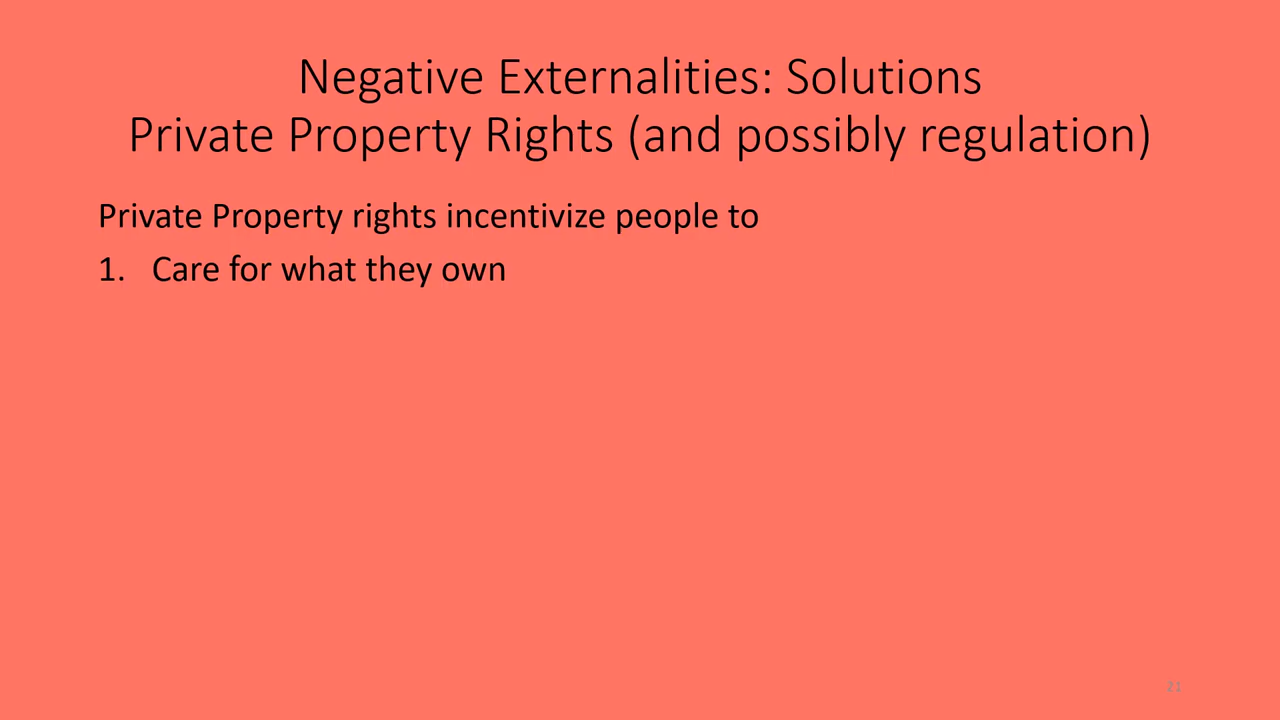 Negative Externalities: Solutions
Private Property Rights (and possibly regulation)
Private Property rights incentivize people to
1. Care for what they own
21